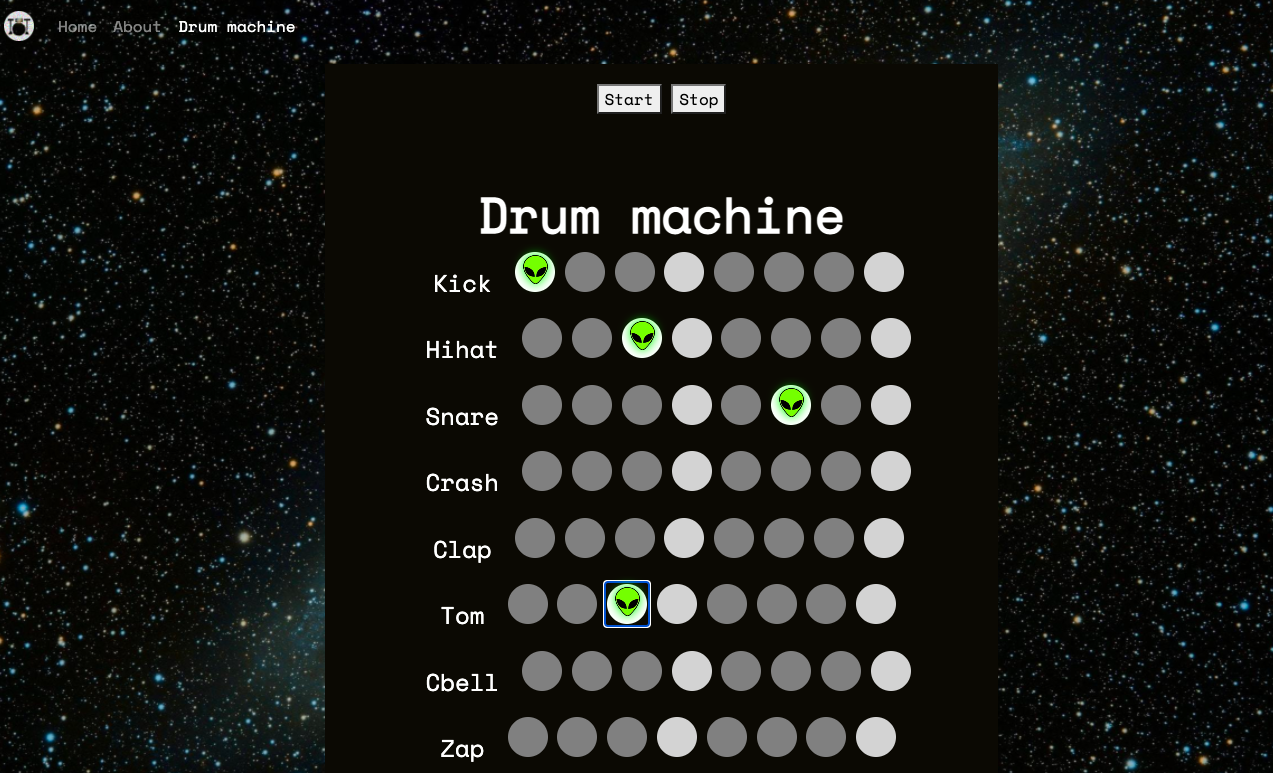 Home About Drum machine
Start Stop
Drum machine
Kick
Hihat
Snare
Crash
Clap
Tom
Cbell
Zap